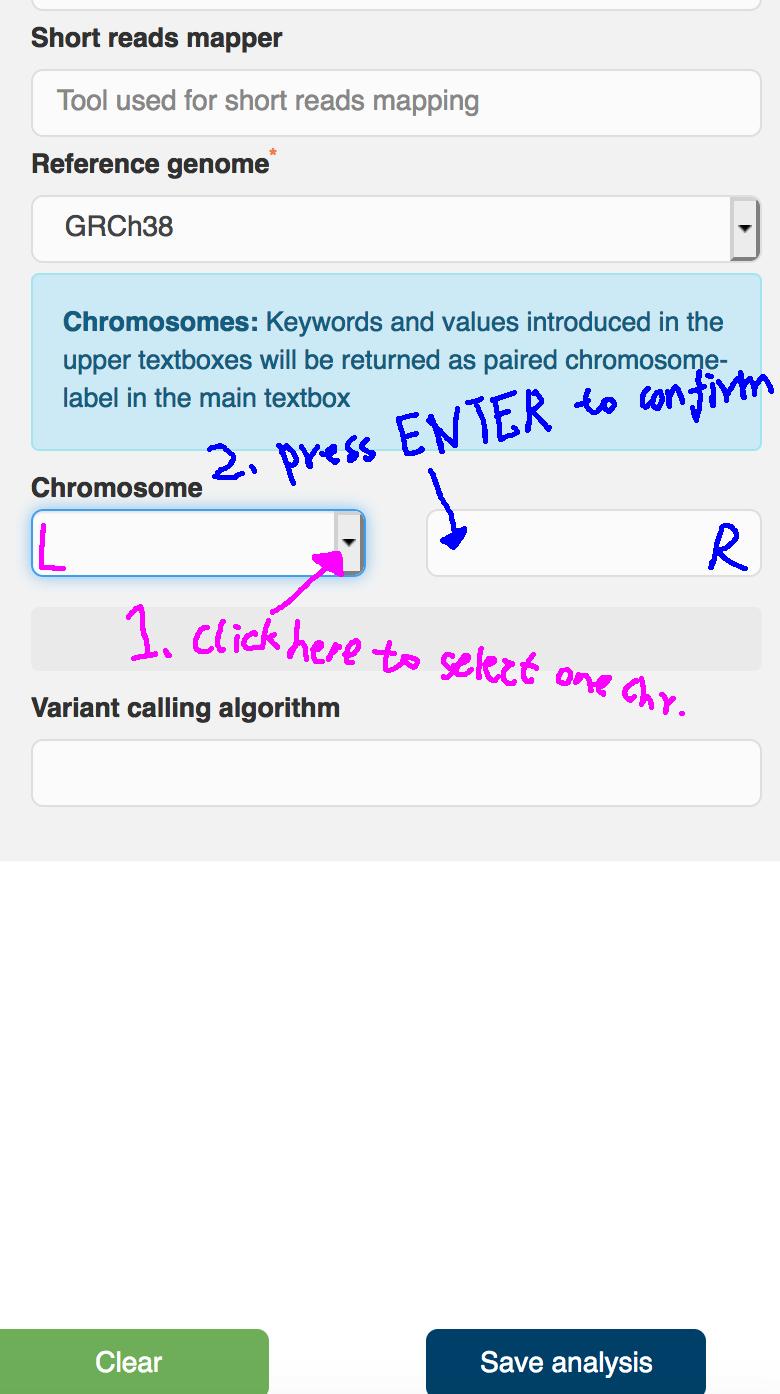 Short reads mapper
Tool used for short reads mapping
Reference genome*
GRCh38
Chromosomes: Keywords and values introduced in the
upper textboxes will be returned as paired chromosome-
label in the main textbox
2. press ENTER to confirm
Chromosome
L
R
1. Click here to select one chr.
Variant calling algorithm
Clear
Save analysis